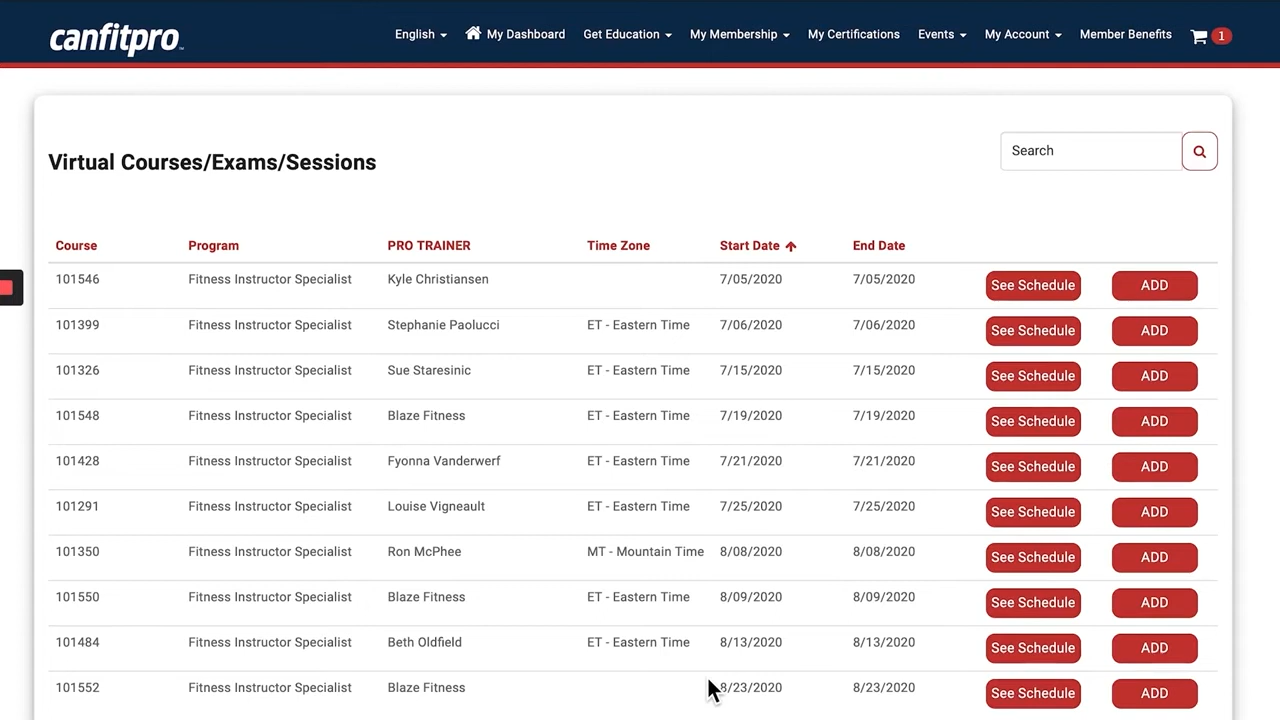 canfitpro
English My Dashboard Get Education My Membership My Certifications Events My Account Member Benefits 1
Virtual Courses/Exams/Sessions
Search
Course Program PRO TRAINER Time Zone Start Date End Date
101546 Fitness Instructor Specialist Kyle Christiansen 7/05/2020 7/05/2020 See Schedule ADD
101399 Fitness Instructor Specialist Stephanie Paolucci ET - Eastern Time 7/06/2020 7/06/2020 See Schedule ADD
101326 Fitness Instructor Specialist Sue Staresinic ET - Eastern Time 7/15/2020 7/15/2020 See Schedule ADD
101548 Fitness Instructor Specialist Blaze Fitness ET - Eastern Time 7/19/2020 7/19/2020 See Schedule ADD
101428 Fitness Instructor Specialist Fyonna Vanderwerf ET - Eastern Time 7/21/2020 7/21/2020 See Schedule ADD
101291 Fitness Instructor Specialist Louise Vigneault ET - Eastern Time 7/25/2020 7/25/2020 See Schedule ADD
101350 Fitness Instructor Specialist Ron McPhee MT - Mountain Time 8/08/2020 8/08/2020 See Schedule ADD
101550 Fitness Instructor Specialist Blaze Fitness ET - Eastern Time 8/09/2020 8/09/2020 See Schedule ADD
101484 Fitness Instructor Specialist Beth Oldfield ET - Eastern Time 8/13/2020 8/13/2020 See Schedule ADD
101552 Fitness Instructor Specialist Blaze Fitness 8/23/2020 8/23/2020 See Schedule ADD